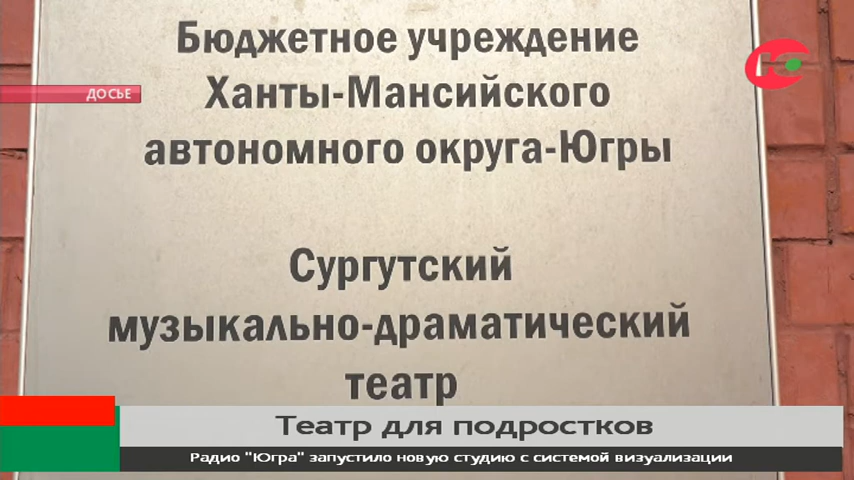 Бюджетное учреждение
Ханты-Мансийского
ДОСЬЕ
автономного округа-Югры
Сургутский
музыкально-драматический
театр
Театр для подростков
Радио "Югра" запустило новую студию с системой визуализации